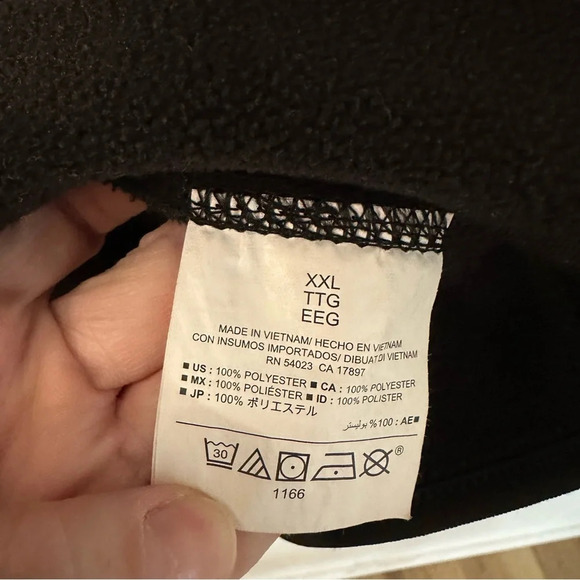 XXL
TTG
EEG
MADE IN VIETNAM/ HECHO EN VIETNAM
CON INSUMOS IMPORTADOS/ DIBUAT DI VIETNAM
RN 54023 CA 17897
■ US : 100% POLYESTER ■ CA : 100% POLYESTER
■ MX : 100% POLIÉSTER ■ ID : 100% POLISTER
■ JP : 100% ポリエステル
■ AE : 100% بوليستر
30 ®
1166